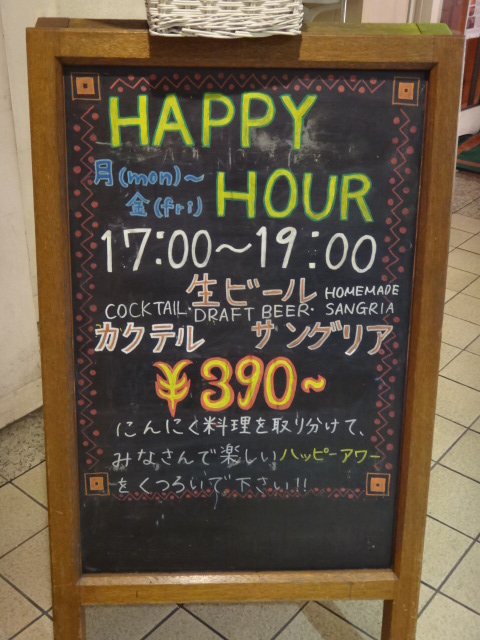 HAPPY
月(mon)～
金(fri)
HOUR
17:00～19:00
生ビール HOMEMADE
COCKTAIL・DRAFT BEER・SANGRIA
カクテル サングリア
¥390～
にんにく料理を取り分けて、
みなさんで楽しいハッピーアワー
をくつろいで下さい!!